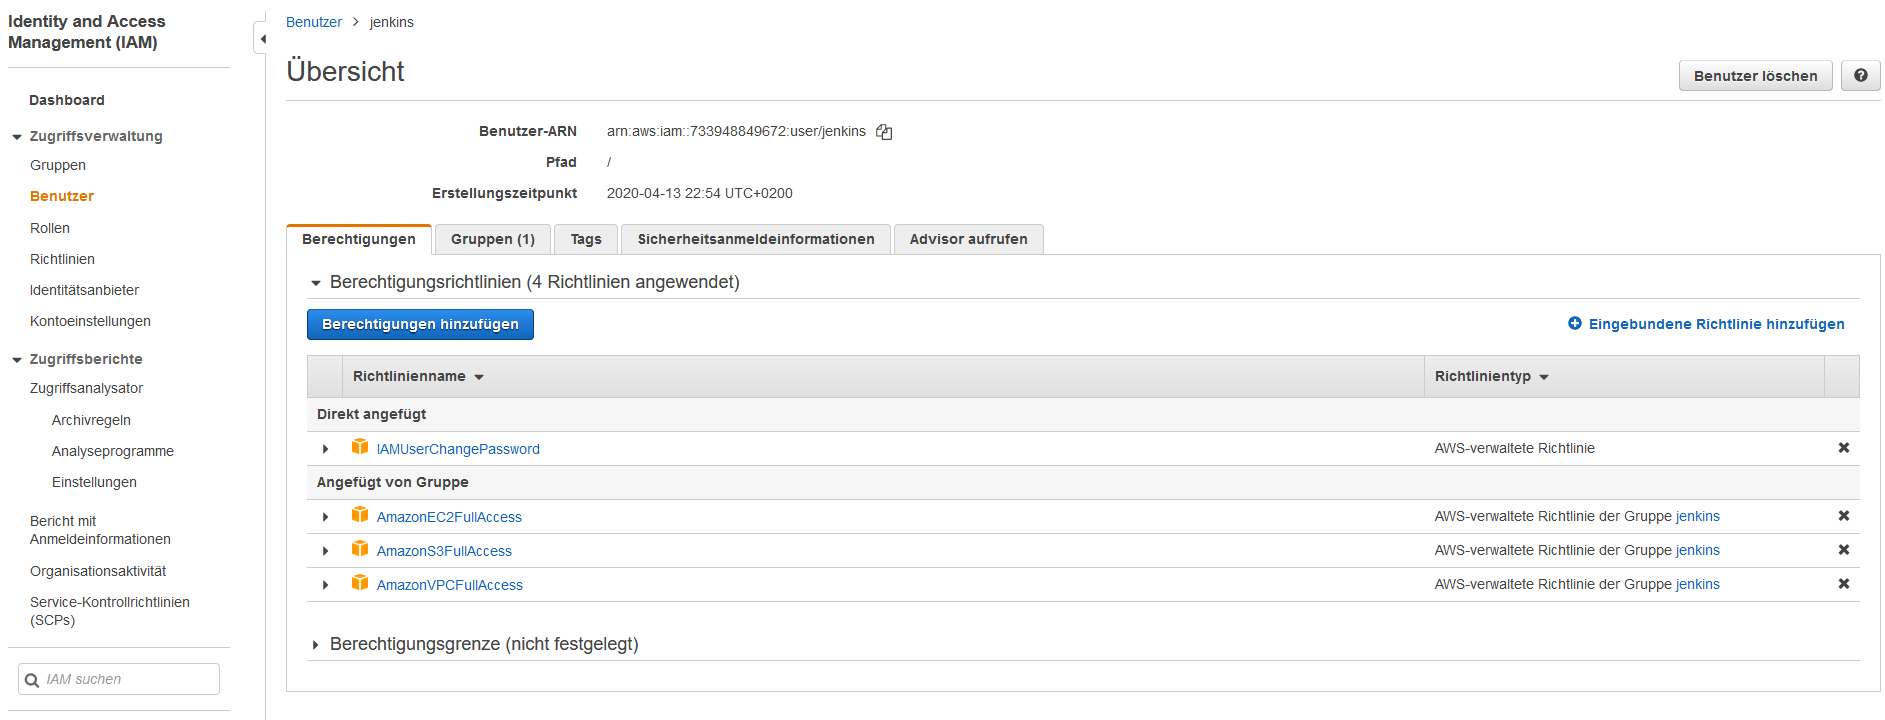 Identity and Access
Management (IAM)
Dashboard
Zugriffsverwaltung
Gruppen
Benutzer
Rollen
Richtlinien
Identitätsanbieter
Kontoeinstellungen
Zugriffsberichte
Zugriffsanalysator
Archivregeln
Analyseprogramme
Einstellungen
Bericht mit
Anmeldeinformationen
Organisationsaktivität
Service-Kontrollrichtlinien
(SCPs)
IAM suchen
Benutzer > jenkins
Übersicht
Benutzer löschen
Benutzer-ARN arn:aws:iam::733948849672:user/jenkins
Pfad /
Erstellungszeitpunkt 2020-04-13 22:54 UTC+0200
Berechtigungen Gruppen (1) Tags Sicherheitsanmeldeinformationen Advisor aufrufen
Berechtigungsrichtlinien (4 Richtlinien angewendet)
Berechtigungen hinzufügen Eingebundene Richtlinie hinzufügen
Richtlinienname Richtlinientyp
Direkt angefügt
IAMUserChangePassword AWS-verwaltete Richtlinie
Angefügt von Gruppe
AmazonEC2FullAccess AWS-verwaltete Richtlinie der Gruppe jenkins
AmazonS3FullAccess AWS-verwaltete Richtlinie der Gruppe jenkins
AmazonVPCFullAccess AWS-verwaltete Richtlinie der Gruppe jenkins
Berechtigungsgrenze (nicht festgelegt)